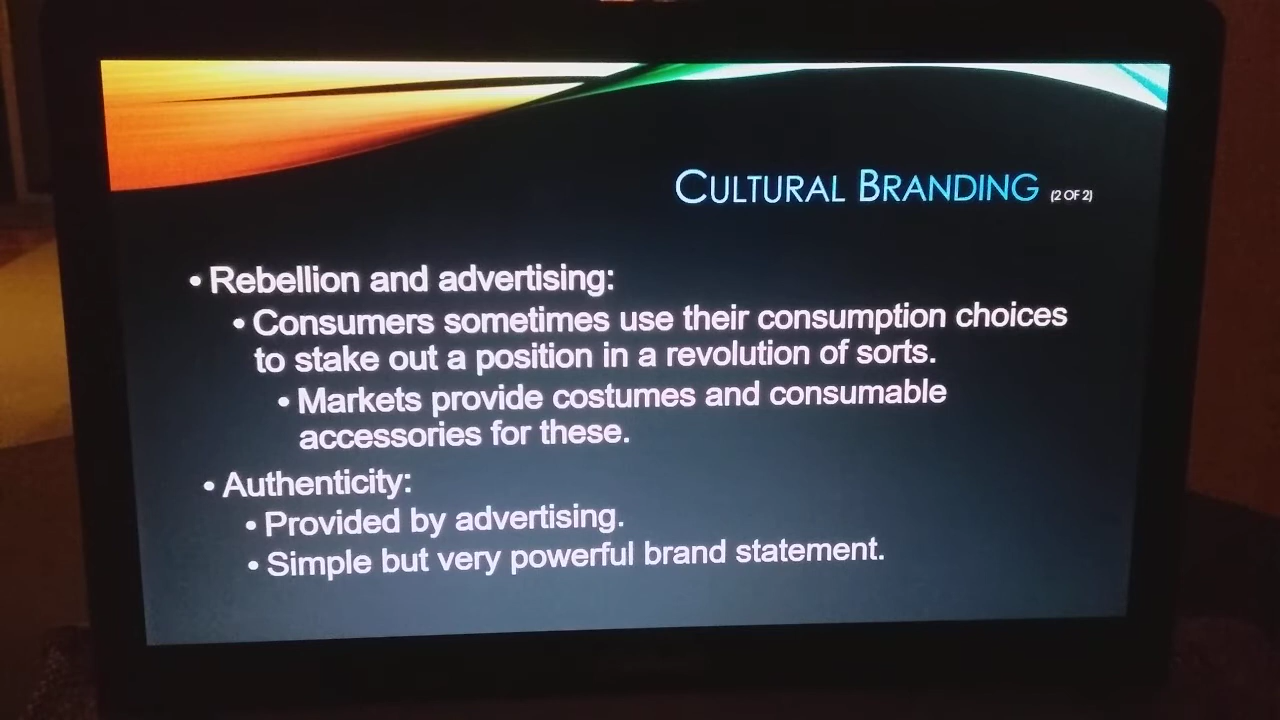 CULTURAL BRANDING (2 OF 2)
• Rebellion and advertising:
• Consumers sometimes use their consumption choices
to stake out a position in a revolution of sorts.
• Markets provide costumes and consumable
accessories for these.
• Authenticity:
• Provided by advertising.
• Simple but very powerful brand statement.